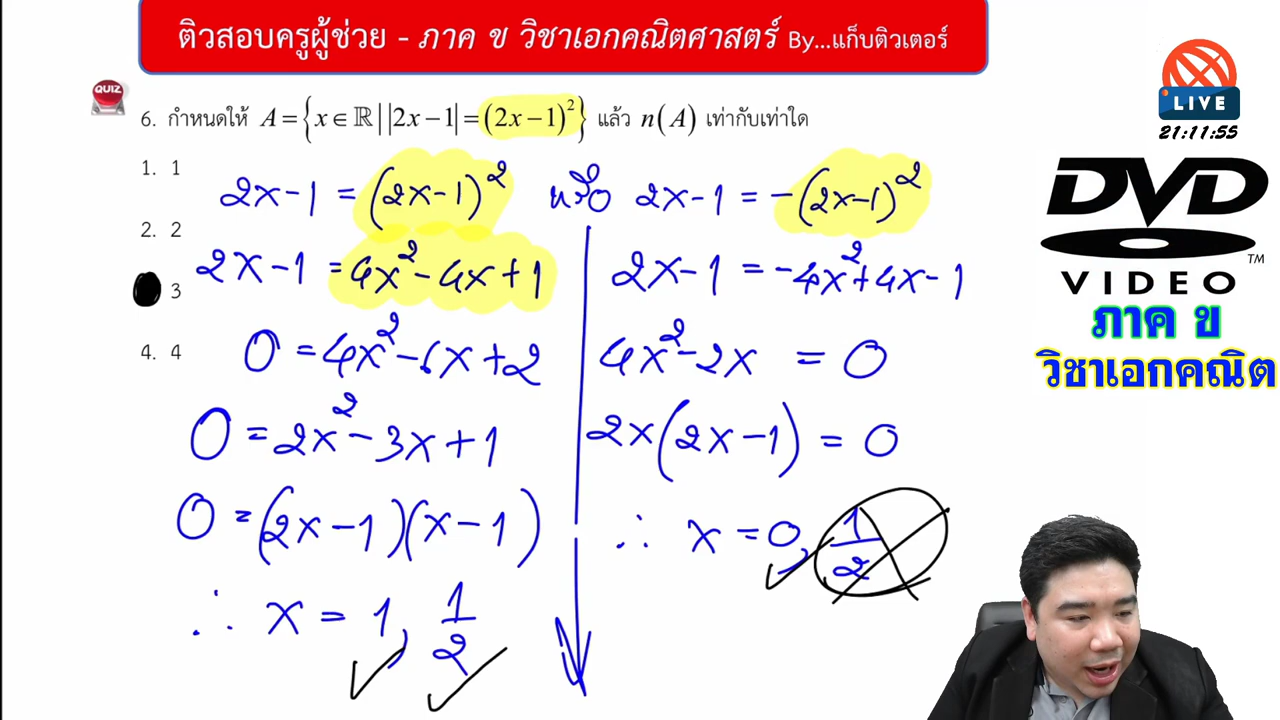 ติวสอบครูผู้ช่วย - ภาค ข วิชาเอกคณิตศาสตร์ By...แก็บติวเตอร์
QUIZ
6. กำหนดให้ A = {x ∈ ℝ | |2x − 1| = (2x − 1)²} แล้ว n(A) เท่ากับเท่าใด
1. 1
2. 2
3
4. 4
2x − 1 = (2x − 1)² หรือ 2x − 1 = −(2x − 1)²
2x − 1 = 4x² − 4x + 1
0 = 4x² − 6x + 2
0 = 2x² − 3x + 1
0 = (2x − 1)(x − 1)
∴ x = 1, 1/2
2x − 1 = −4x² + 4x − 1
4x² − 2x = 0
2x(2x − 1) = 0
∴ x = 0, 1/2
LIVE
21:11:55
DVD
VIDEO
TM
ภาค ข
วิชาเอกคณิต